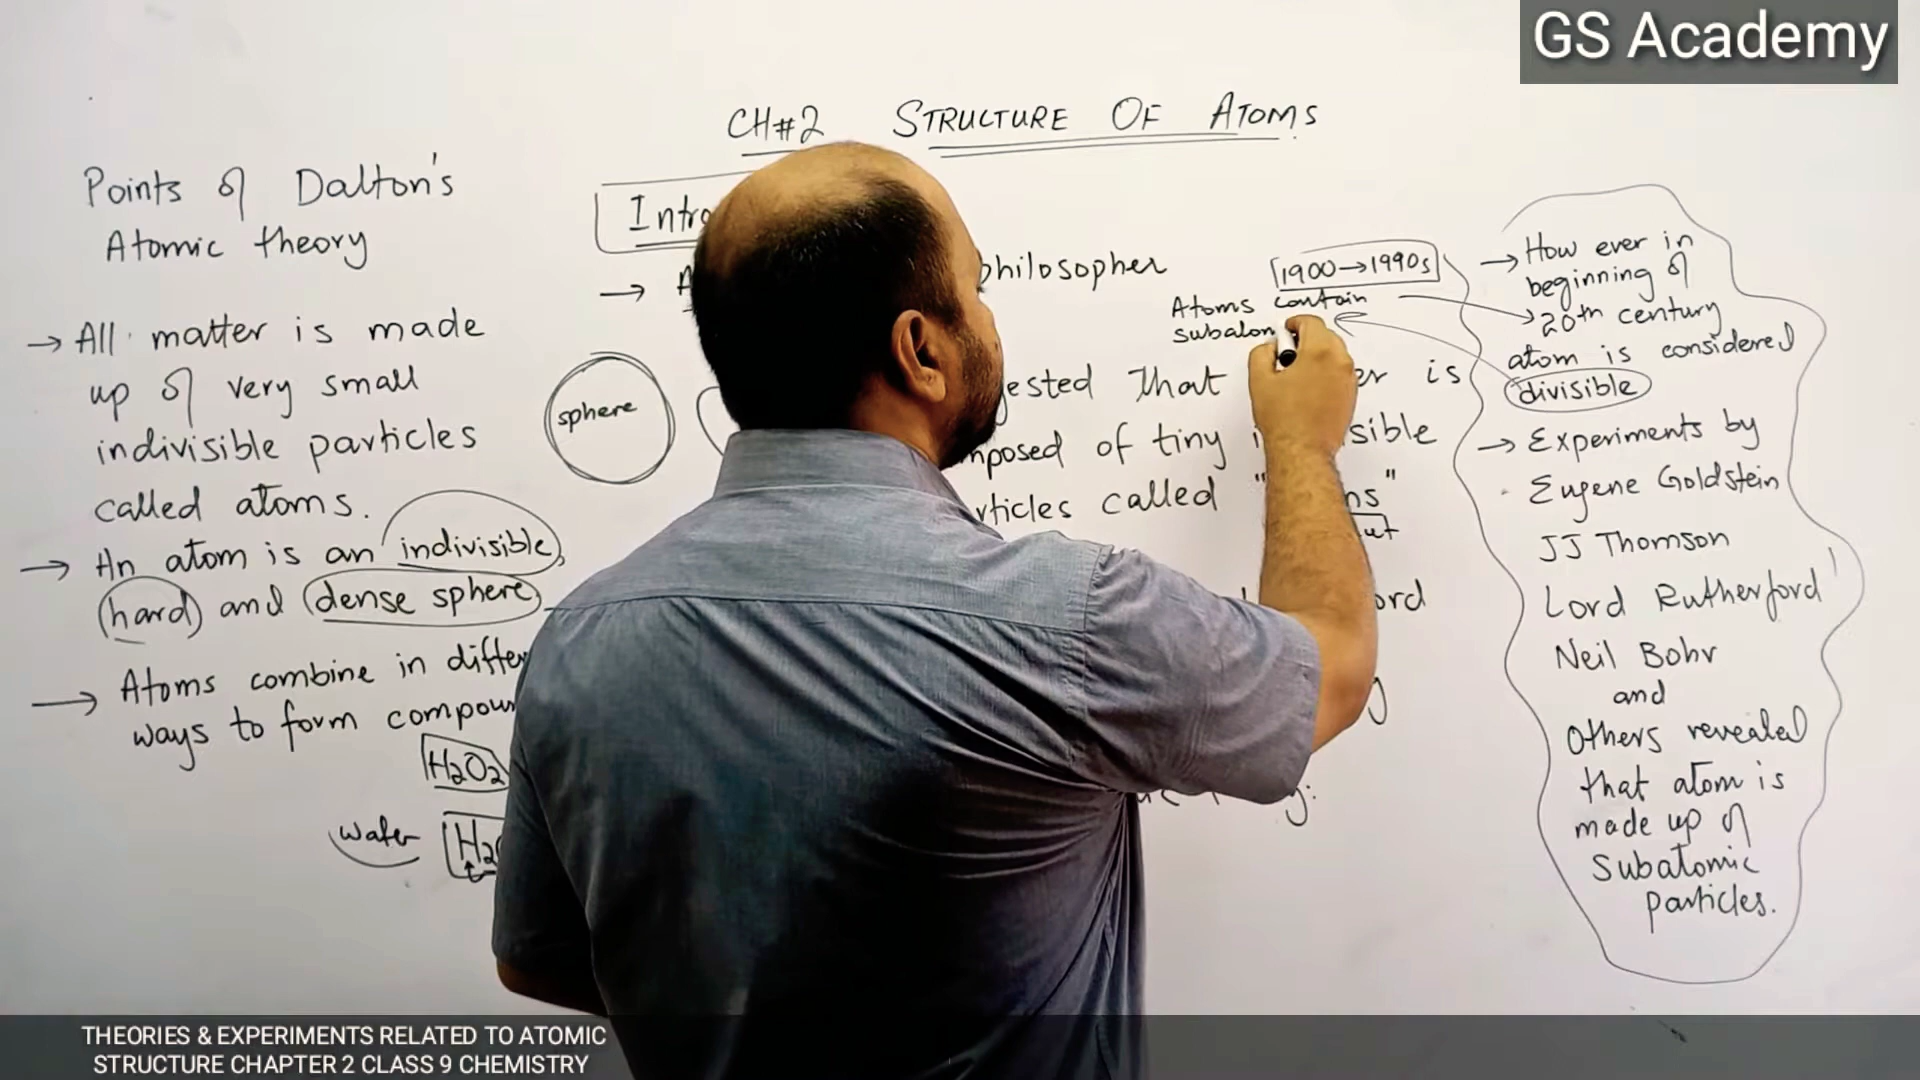 GS Academy
CH#2 STRUCTURE OF ATOMS
Points of Dalton's
Atomic theory
→ All matter is made
up of very small
indivisible particles
called atoms.
→ An atom is an indivisible,
hard and dense sphere
→ Atoms combine in differ
ways to form compoun
H2O2
water H2
sphere
Intro
→ A philosopher
ested that er is
mposed of tiny i sible
rticles called " ns"
ut
ord
g:
1900→1990s
Atoms contain
subatom
→ How ever in
beginning of
20th century
atom is considered
divisible
→ Experiments by
Eugene Goldstein
JJ Thomson
Lord Rutherford
Neil Bohr
and
Others revealed
that atom is
made up of
Subatomic
particles.
THEORIES & EXPERIMENTS RELATED TO ATOMIC
STRUCTURE CHAPTER 2 CLASS 9 CHEMISTRY